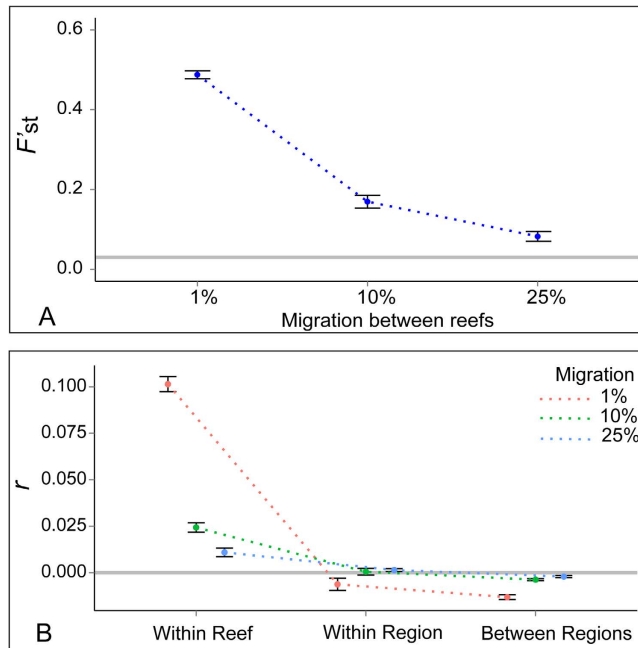 0.6
0.4
0.2
0.0
F'st
1% 10% 25%
Migration between reefs
A
Migration
1%
10%
25%
0.100
0.075
0.050
0.025
0.000
r
Within Reef Within Region Between Regions
B